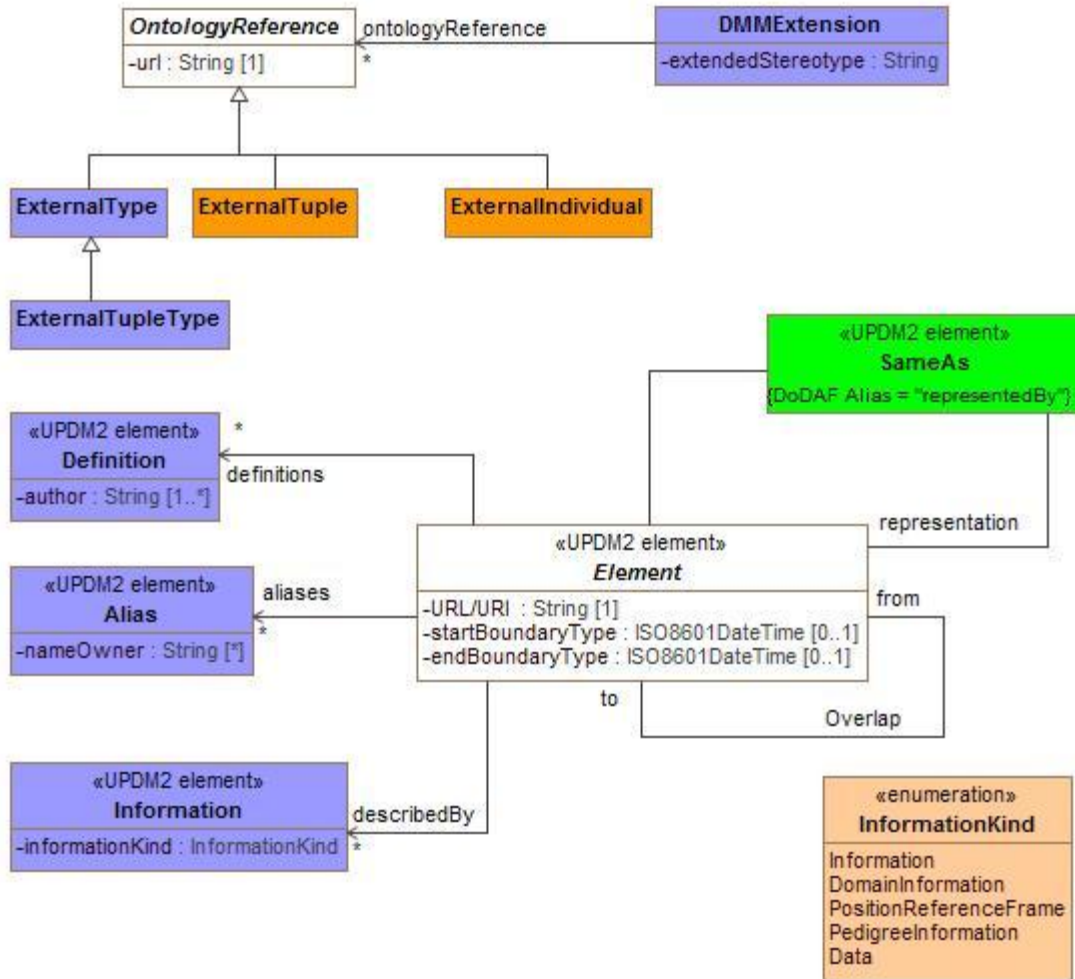 OntologyReference
-url : String [1]
ontologyReference
*
DMMExtension
-extendedStereotype : String
ExternalType
ExternalTuple
ExternalIndividual
ExternalTupleType
«UPDM2 element»
SameAs
{DoDAF Alias = "representedBy"}
«UPDM2 element»
Definition
-author : String [1..*]
*
definitions
representation
«UPDM2 element»
Element
-URL/URI : String [1]
-startBoundaryType : ISO8601DateTime [0..1]
-endBoundaryType : ISO8601DateTime [0..1]
«UPDM2 element»
Alias
-nameOwner : String [*]
aliases
*
from
to
Overlap
«UPDM2 element»
Information
-informationKind : InformationKind
describedBy
*
«enumeration»
InformationKind
Information
DomainInformation
PositionReferenceFrame
PedigreeInformation
Data